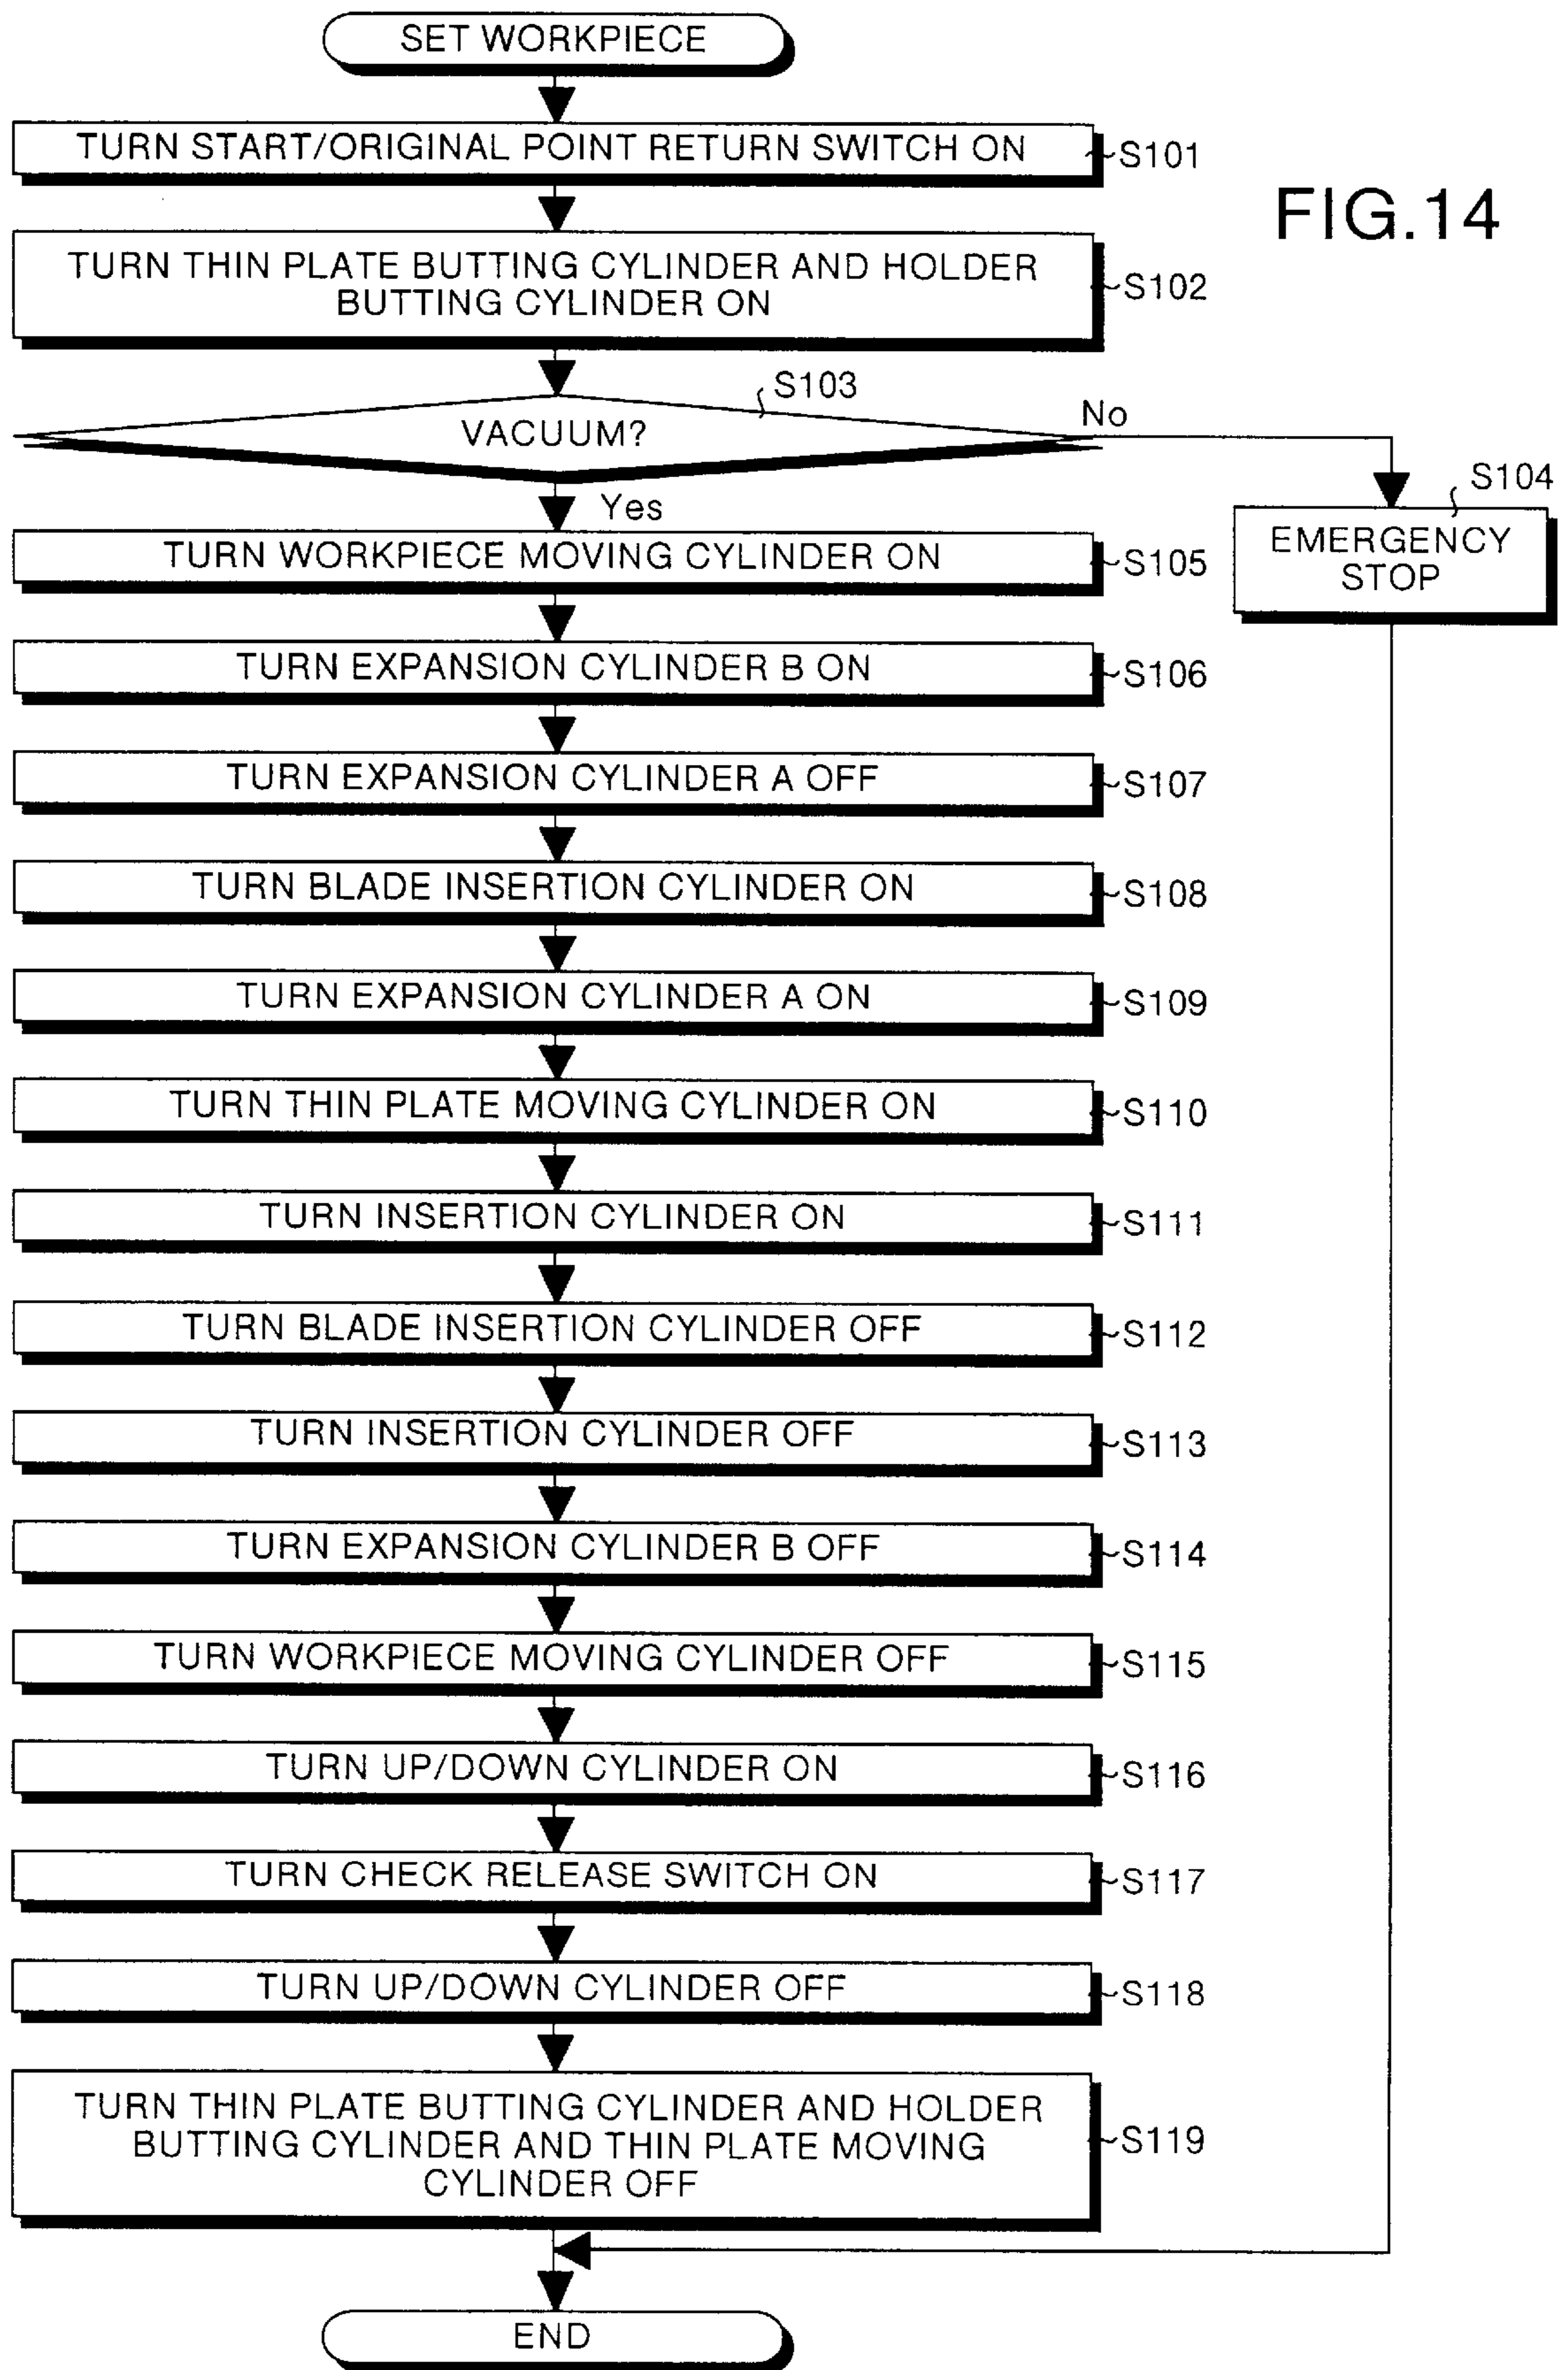 SET WORKPIECE
TURN START/ORIGINAL POINT RETURN SWITCH ON
S101
FIG.14
TURN THIN PLATE BUTTING CYLINDER AND HOLDER
BUTTING CYLINDER ON
S102
S103
VACUUM?
No
Yes
S104
EMERGENCY
STOP
TURN WORKPIECE MOVING CYLINDER ON
S105
TURN EXPANSION CYLINDER B ON
S106
TURN EXPANSION CYLINDER A OFF
S107
TURN BLADE INSERTION CYLINDER ON
S108
TURN EXPANSION CYLINDER A ON
S109
TURN THIN PLATE MOVING CYLINDER ON
S110
TURN INSERTION CYLINDER ON
S111
TURN BLADE INSERTION CYLINDER OFF
S112
TURN INSERTION CYLINDER OFF
S113
TURN EXPANSION CYLINDER B OFF
S114
TURN WORKPIECE MOVING CYLINDER OFF
S115
TURN UP/DOWN CYLINDER ON
S116
TURN CHECK RELEASE SWITCH ON
S117
TURN UP/DOWN CYLINDER OFF
S118
TURN THIN PLATE BUTTING CYLINDER AND HOLDER
BUTTING CYLINDER AND THIN PLATE MOVING
CYLINDER OFF
S119
END